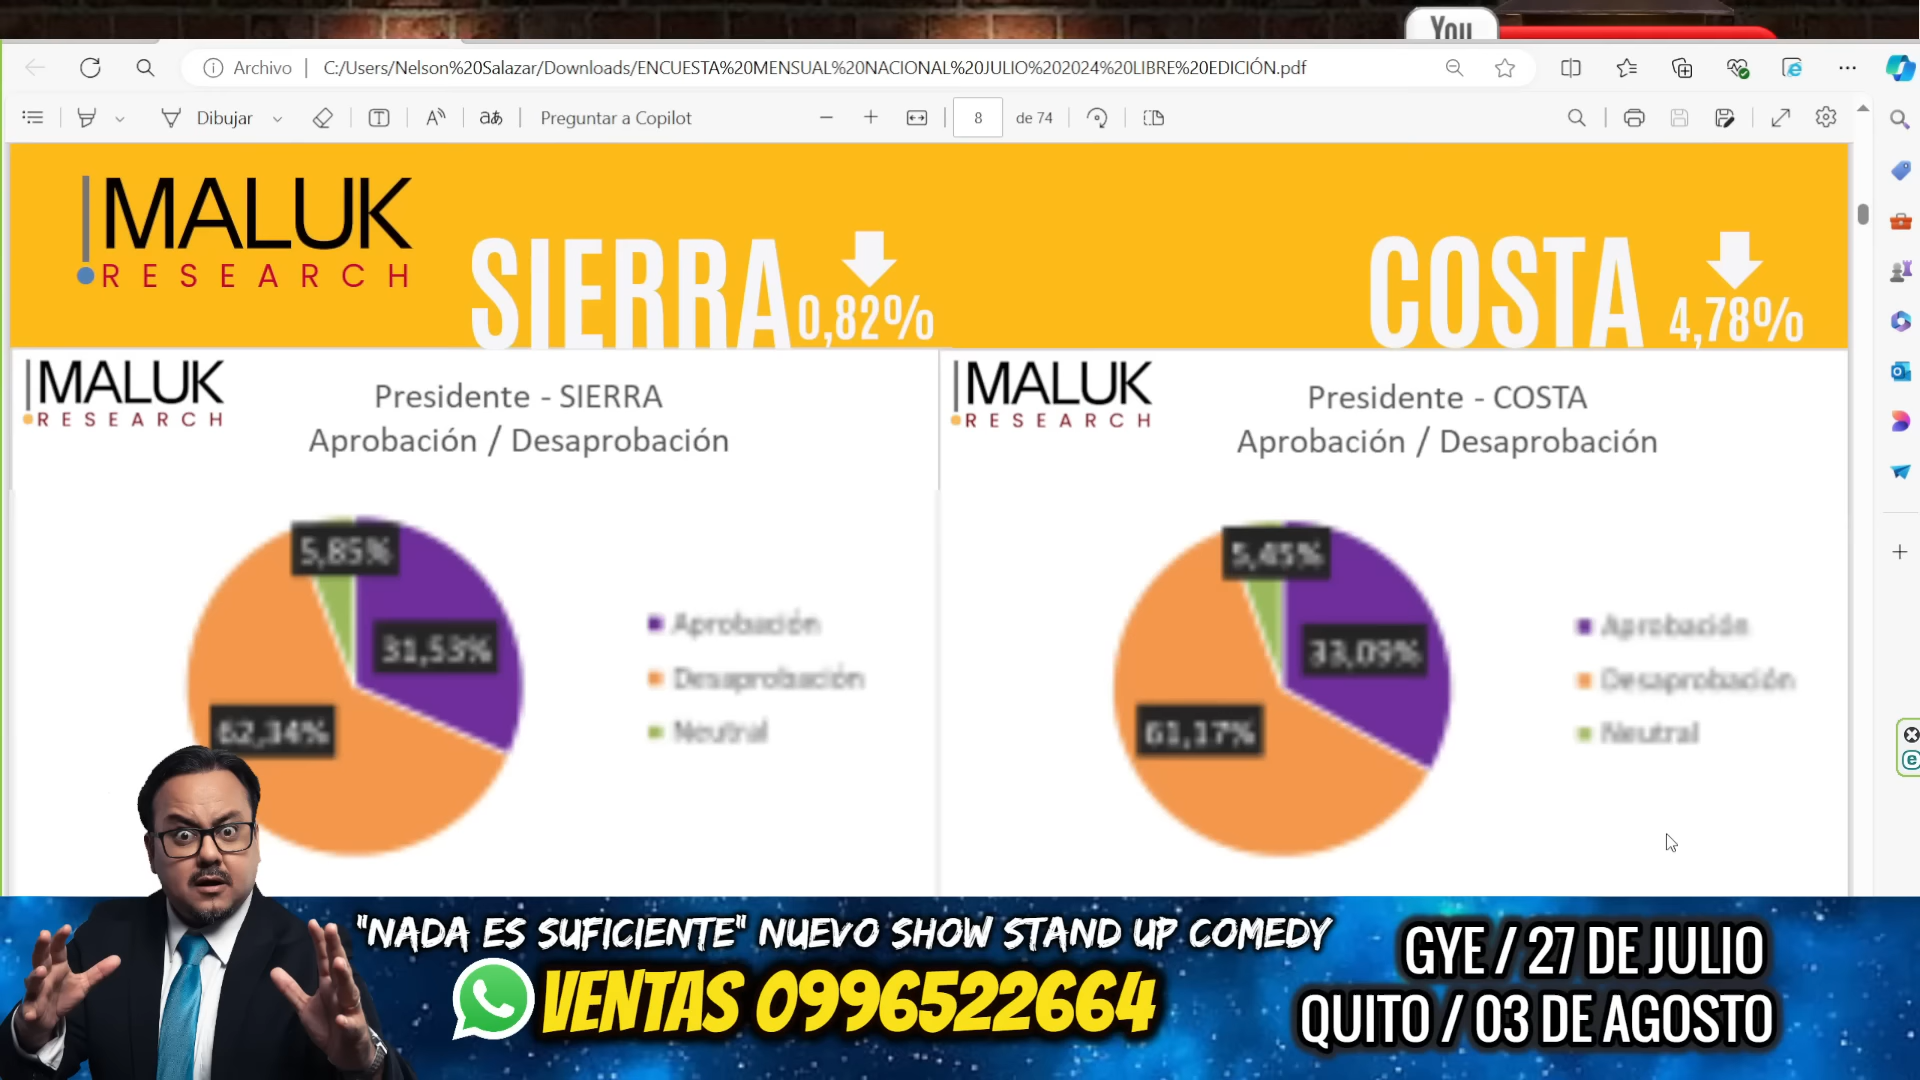 You
Archivo
C:/Users/Nelson%20Salazar/Downloads/ENCUESTA%20MENSUAL%20NACIONAL%20JULIO%202024%20LIBRE%20EDICIÓN.pdf
Dibujar
Preguntar a Copilot
8 de 74
MALUK
RESEARCH
SIERRA
0,82%
COSTA
4,78%
MALUK
RESEARCH
Presidente - SIERRA
Aprobación / Desaprobación
5,85%
31,53%
62,34%
Aprobación
Desaprobación
Neutral
MALUK
RESEARCH
Presidente - COSTA
Aprobación / Desaprobación
5,45%
33,09%
61,17%
Aprobación
Desaprobación
Neutral
"NADA ES SUFICIENTE" NUEVO SHOW STAND UP COMEDY
VENTAS 0996522664
GYE / 27 DE JULIO
QUITO / 03 DE AGOSTO